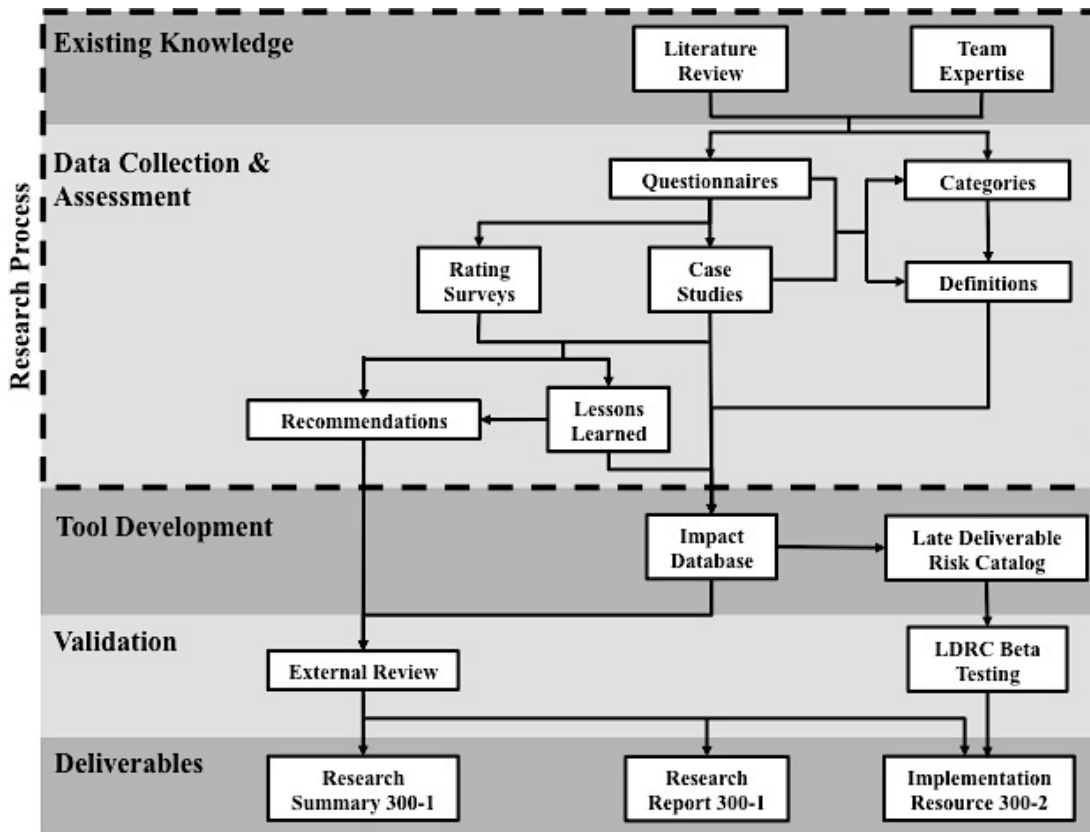 Existing Knowledge
Literature
Review
Team
Expertise
Research Process
Data Collection &
Assessment
Questionnaires
Categories
Rating
Surveys
Case
Studies
Definitions
Recommendations
Lessons
Learned
Tool Development
Impact
Database
Late Deliverable
Risk Catalog
Validation
External Review
LDRC Beta
Testing
Deliverables
Research
Summary 300-1
Research
Report 300-1
Implementation
Resource 300-2